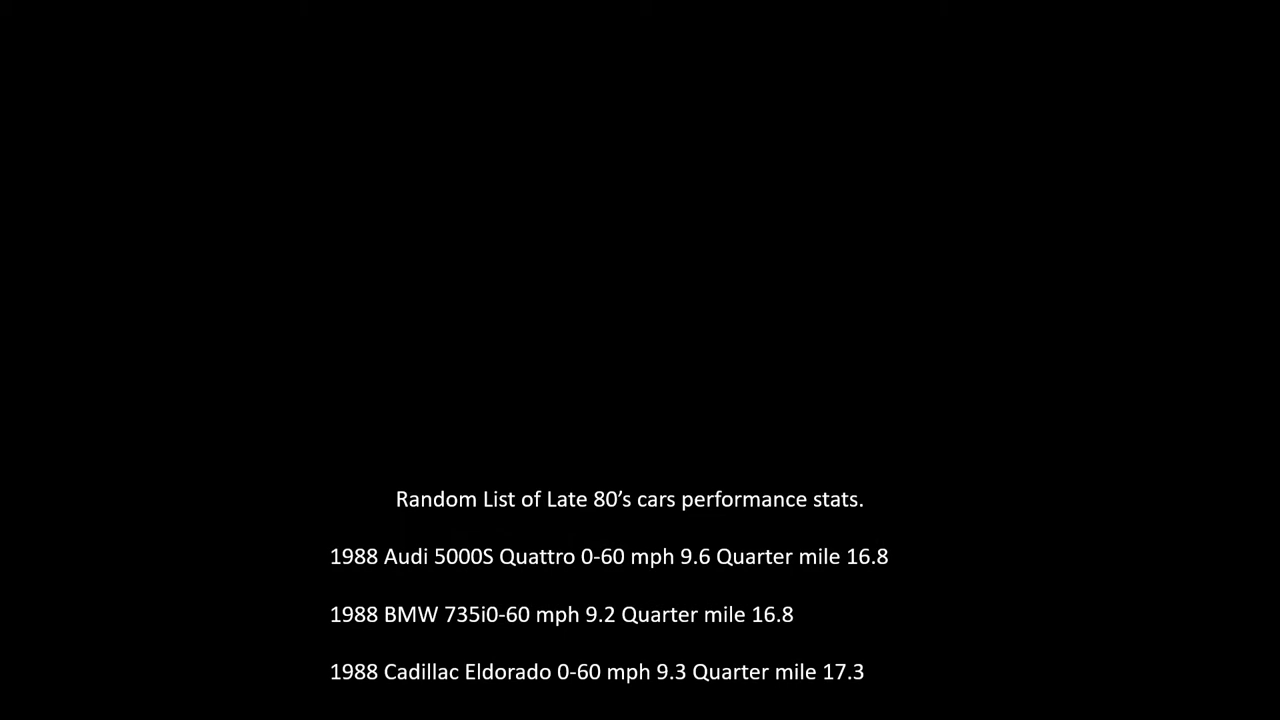 Random List of Late 80’s cars performance stats.
1988 Audi 5000S Quattro 0-60 mph 9.6 Quarter mile 16.8
1988 BMW 735i0-60 mph 9.2 Quarter mile 16.8
1988 Cadillac Eldorado 0-60 mph 9.3 Quarter mile 17.3